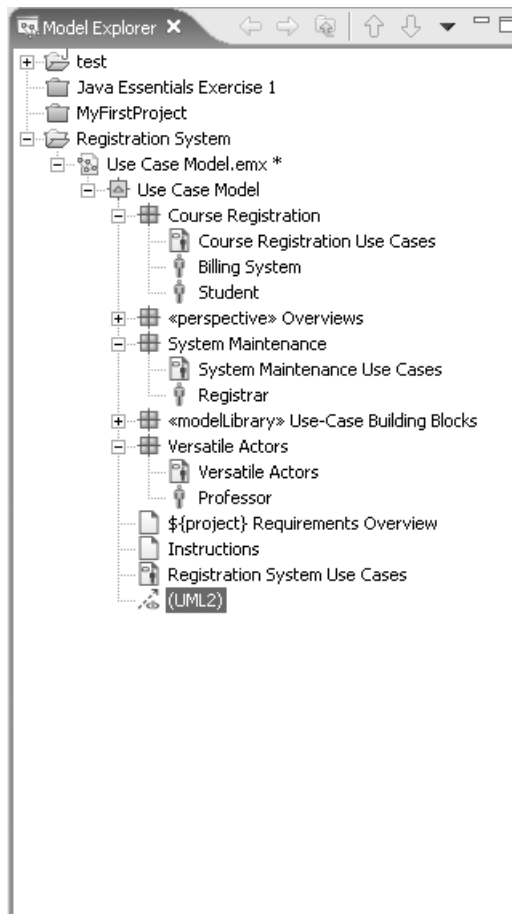 Model Explorer
test
Java Essentials Exercise 1
MyFirstProject
Registration System
Use Case Model.emx *
Use Case Model
Course Registration
Course Registration Use Cases
Billing System
Student
«perspective» Overviews
System Maintenance
System Maintenance Use Cases
Registrar
«modelLibrary» Use-Case Building Blocks
Versatile Actors
Versatile Actors
Professor
${project} Requirements Overview
Instructions
Registration System Use Cases
(UML2)